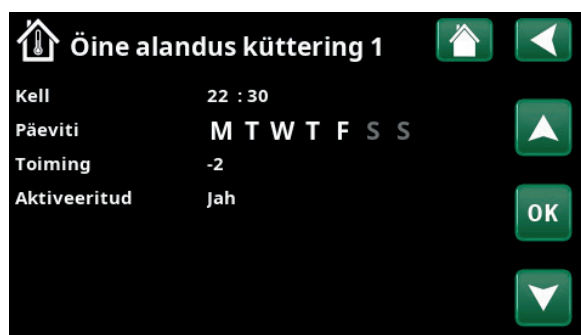 Öine alandus küttering 1
Kell 22 : 30
Päeviti M T W T F S S
Toiming -2
Aktiveeritud Jah
OK